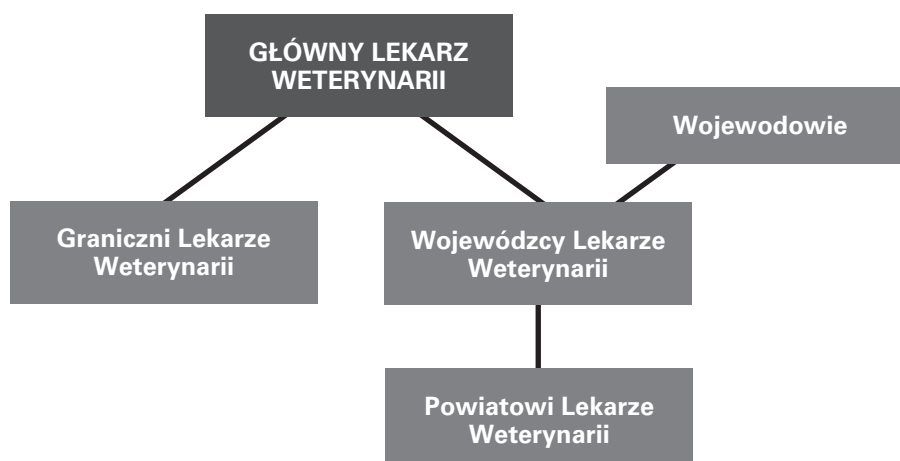 GŁÓWNY LEKARZ
WETERYNARII
Wojewodowie
Graniczni Lekarze
Weterynarii
Wojewódzcy Lekarze
Weterynarii
Powiatowi Lekarze
Weterynarii